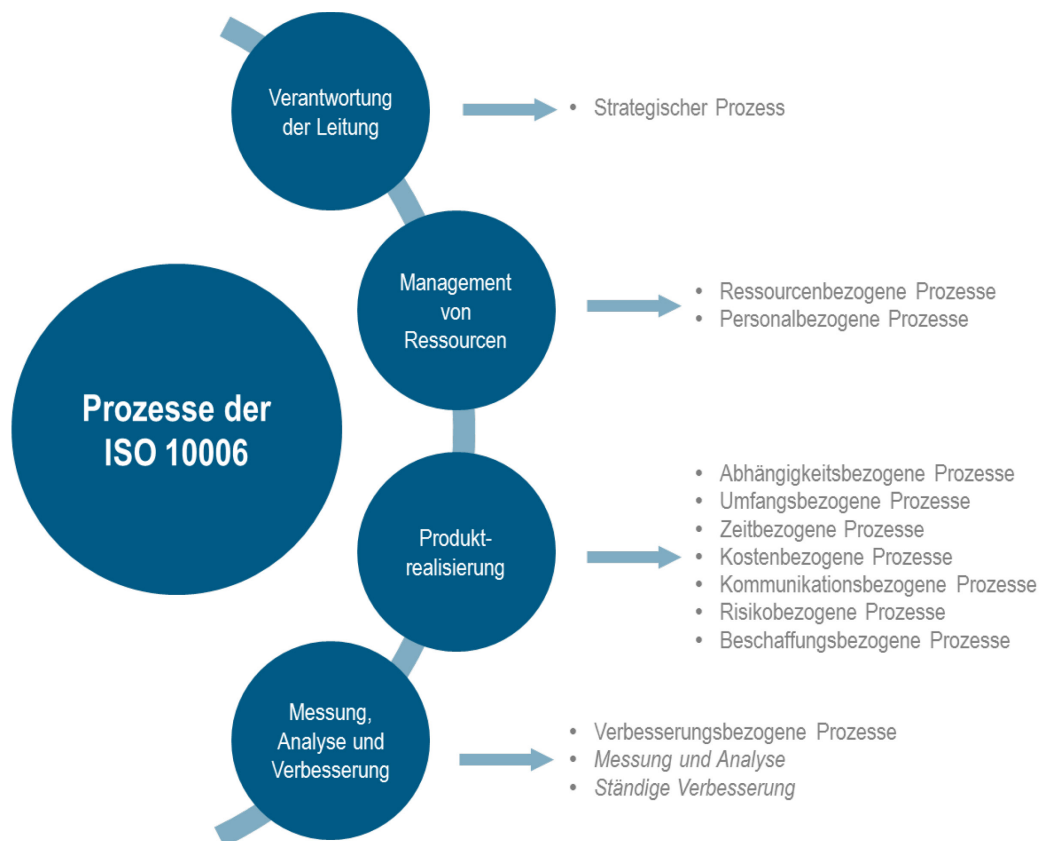 Verantwortung
der Leitung
• Strategischer Prozess
Management
von
Ressourcen
• Ressourcenbezogene Prozesse
• Personalbezogene Prozesse
Prozesse der
ISO 10006
Produkt-
realisierung
• Abhängigkeitsbezogene Prozesse
• Umfangsbezogene Prozesse
• Zeitbezogene Prozesse
• Kostenbezogene Prozesse
• Kommunikationsbezogene Prozesse
• Risikobezogene Prozesse
• Beschaffungsbezogene Prozesse
Messung,
Analyse und
Verbesserung
• Verbesserungsbezogene Prozesse
• Messung und Analyse
• Ständige Verbesserung